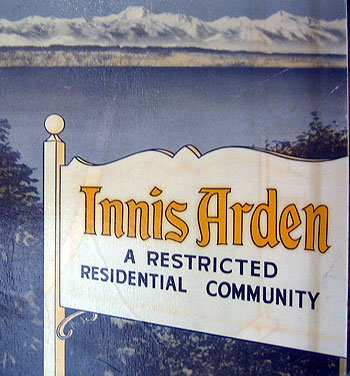 Innis Arden
A RESTRICTED
RESIDENTIAL COMMUNITY